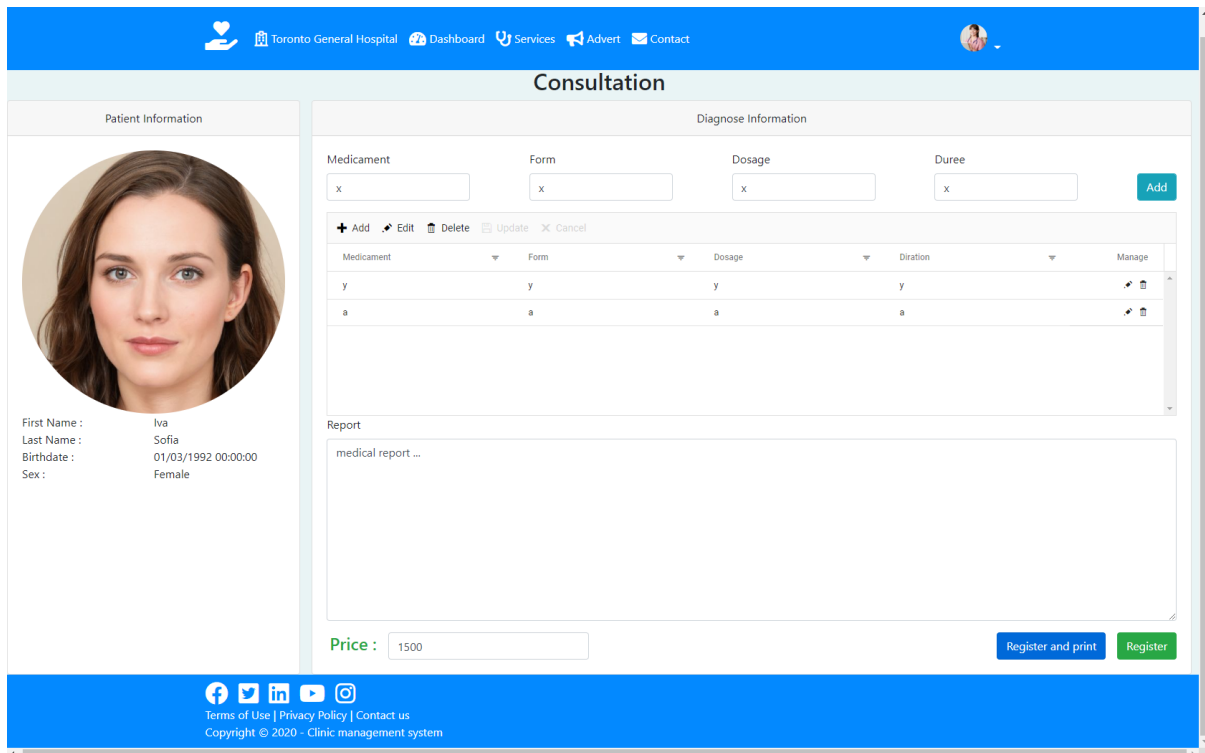 Toronto General Hospital Dashboard Services Advert Contact
Consultation
Patient Information
First Name : Iva
Last Name : Sofia
Birthdate : 01/03/1992 00:00:00
Sex : Female
Diagnose Information
Medicament Form Dosage Duree
x x x x Add
Add Edit Delete Update Cancel
Medicament Form Dosage Diration Manage
y y y y
a a a a
Report
medical report ...
Price : 1500 Register and print Register
Terms of Use | Privacy Policy | Contact us
Copyright © 2020 - Clinic management system